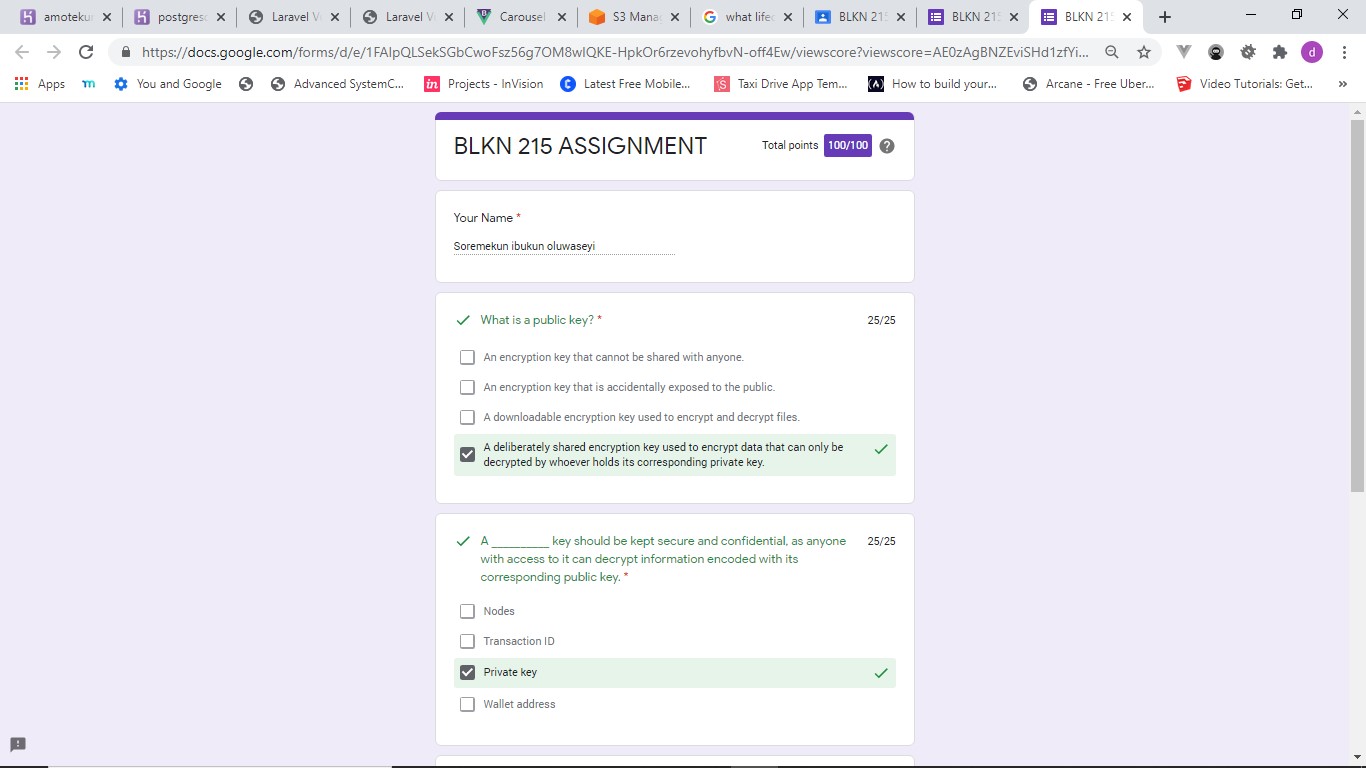 amotekun
postgres
Laravel V
Laravel V
Carousel
S3 Mana
what lifec
BLKN 215
BLKN 215
BLKN 215
https://docs.google.com/forms/d/e/1FAIpQLSekSGbCwoFsz56g7OM8wIQKE-HpkOr6rzevohyfbvN-off4Ew/viewscore?viewscore=AE0zAgBNZEviSHd1zfYi...
d
Apps
You and Google
Advanced SystemC...
in Projects - InVision
Latest Free Mobile...
Taxi Drive App Tem...
How to build your...
Arcane - Free Uber...
Video Tutorials: Get...
»
BLKN 215 ASSIGNMENT
Total points 100/100
Your Name *
Soremekun ibukun oluwaseyi
What is a public key? * 25/25
An encryption key that cannot be shared with anyone.
An encryption key that is accidentally exposed to the public.
A downloadable encryption key used to encrypt and decrypt files.
A deliberately shared encryption key used to encrypt data that can only be
decrypted by whoever holds its corresponding private key.
A __________ key should be kept secure and confidential, as anyone 25/25
with access to it can decrypt information encoded with its
corresponding public key. *
Nodes
Transaction ID
Private key
Wallet address